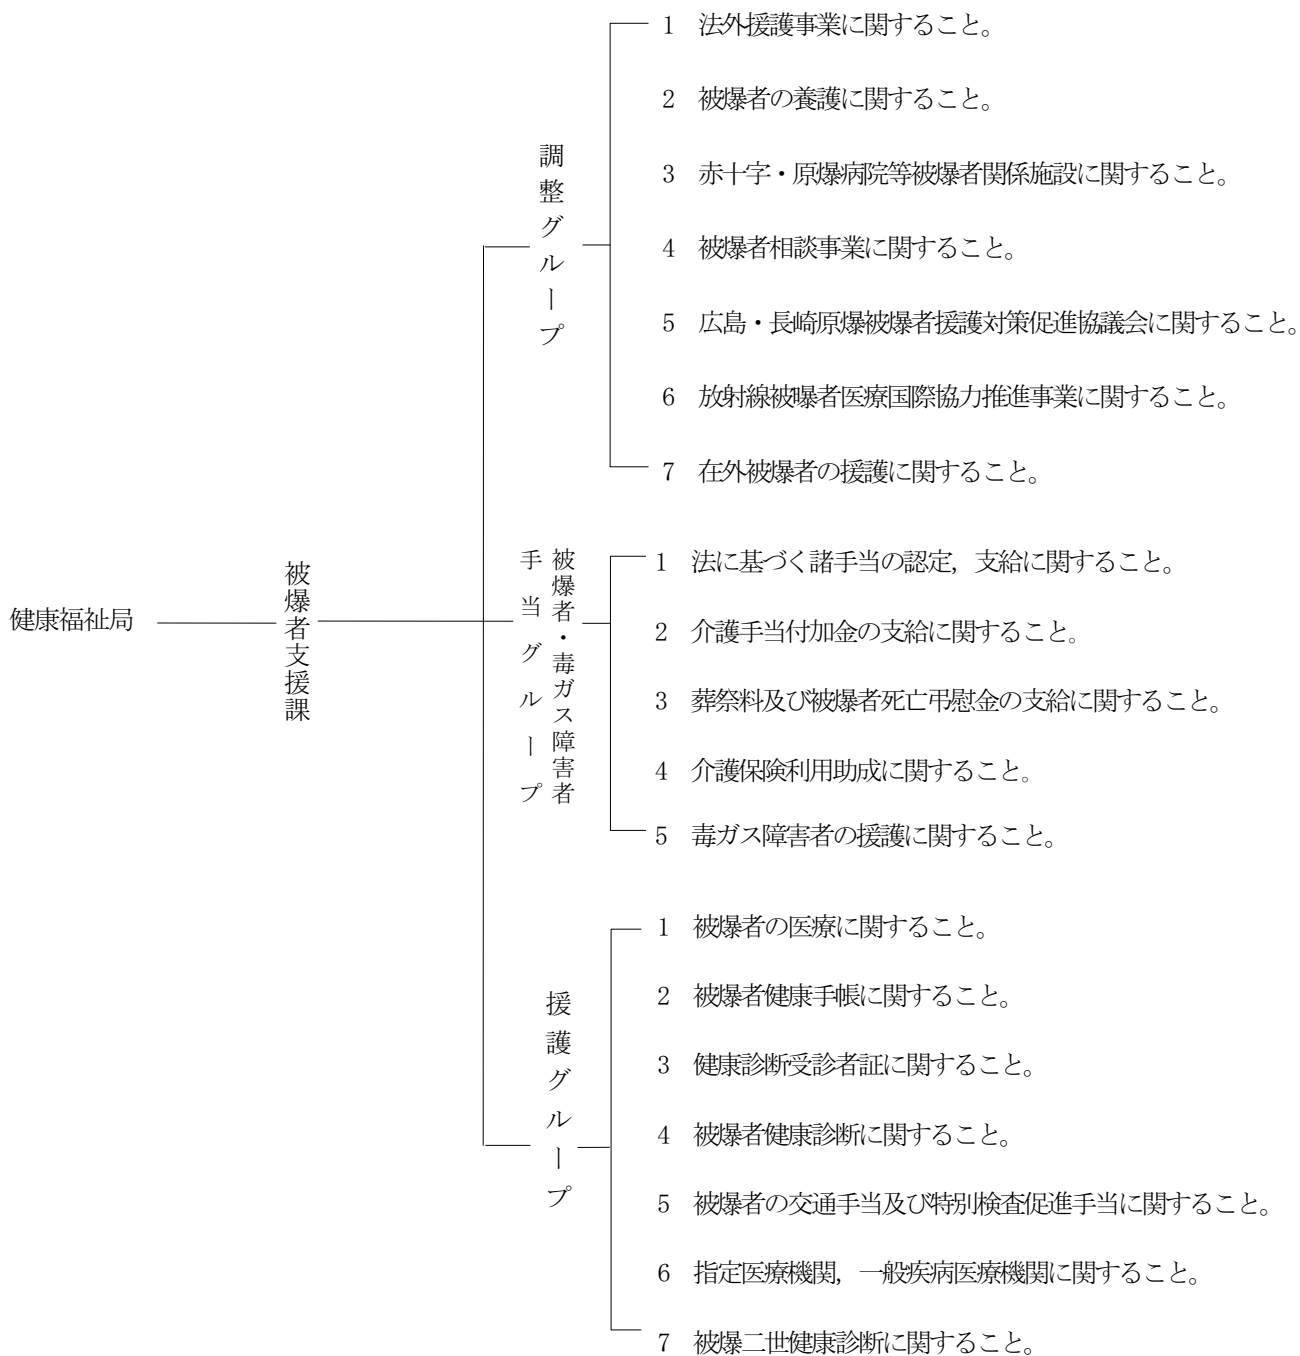 健康福祉局
被爆者支援課
調整グループ
1 法外援護事業に関すること。
2 被爆者の養護に関すること。
3 赤十字・原爆病院等被爆者関係施設に関すること。
4 被爆者相談事業に関すること。
5 広島・長崎原爆被爆者援護対策促進協議会に関すること。
6 放射線被曝者医療国際協力推進事業に関すること。
7 在外被爆者の援護に関すること。
被爆者・毒ガス障害者
手当グループ
1 法に基づく諸手当の認定，支給に関すること。
2 介護手当付加金の支給に関すること。
3 葬祭料及び被爆者死亡弔慰金の支給に関すること。
4 介護保険利用助成に関すること。
5 毒ガス障害者の援護に関すること。
援護グループ
1 被爆者の医療に関すること。
2 被爆者健康手帳に関すること。
3 健康診断受診者証に関すること。
4 被爆者健康診断に関すること。
5 被爆者の交通手当及び特別検査促進手当に関すること。
6 指定医療機関，一般疾病医療機関に関すること。
7 被爆二世健康診断に関すること。